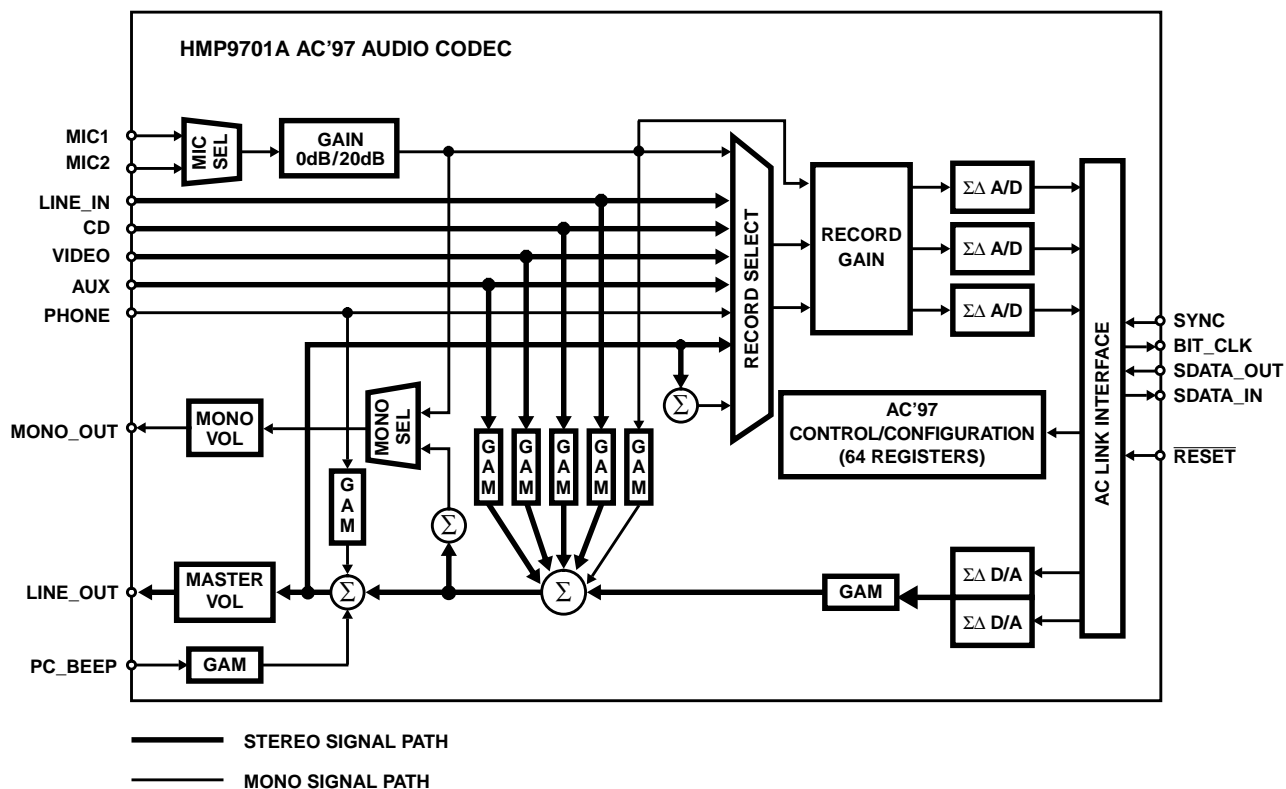 HMP9701A AC'97 AUDIO CODEC
MIC1
MIC2
MIC
SEL
GAIN
0dB/20dB
LINE_IN
CD
VIDEO
AUX
PHONE
RECORD SELECT
RECORD
GAIN
ΣΔ A/D
ΣΔ A/D
ΣΔ A/D
AC LINK INTERFACE
SYNC
BIT_CLK
SDATA_OUT
SDATA_IN
RESET
AC'97
CONTROL/CONFIGURATION
(64 REGISTERS)
Σ
MONO_OUT
MONO
VOL
MONO
SEL
GAM
GAM
GAM
GAM
GAM
GAM
Σ
LINE_OUT
MASTER
VOL
Σ
Σ
GAM
ΣΔ D/A
ΣΔ D/A
PC_BEEP
GAM
STEREO SIGNAL PATH
MONO SIGNAL PATH